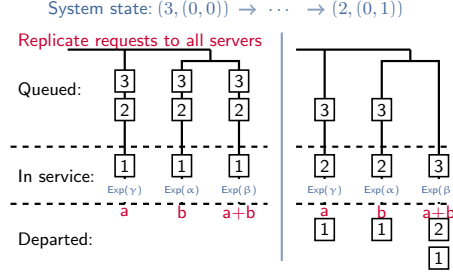 System state: (3, (0, 0)) → ··· → (2, (0, 1))
Replicate requests to all servers
Queued:
3 3 3
2 2 2 3 3
In service:
1 1 1 2 2 3
Exp(γ) Exp(α) Exp(β) Exp(γ) Exp(α) Exp(β
a b a+b a b a+b
Departed:
1 1 2
1